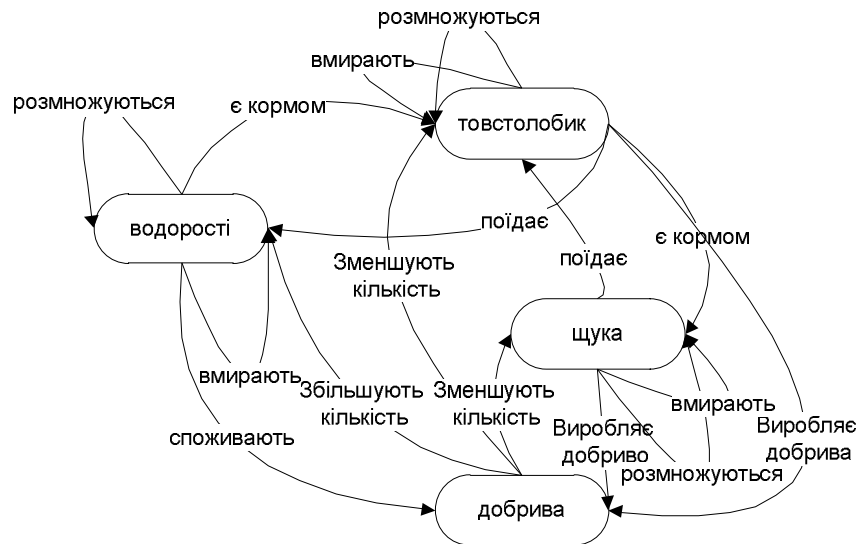 розмножуються
вмирають
товстолобик
розмножуються
є кормом
водорості
поїдає
є кормом
Зменшують
кількість
поїдає
щука
вмирають
Збільшують
кількість
Зменшують
кількість
вмирають
Виробляє
добрива
Виробляє
добриво
споживають
розмножуються
добрива